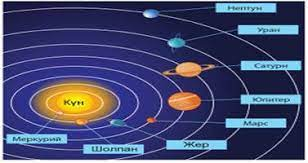 Нептун
Уран
Сатурн
Юпитер
Күн
Марс
Меркурий
Шолпан
Жер